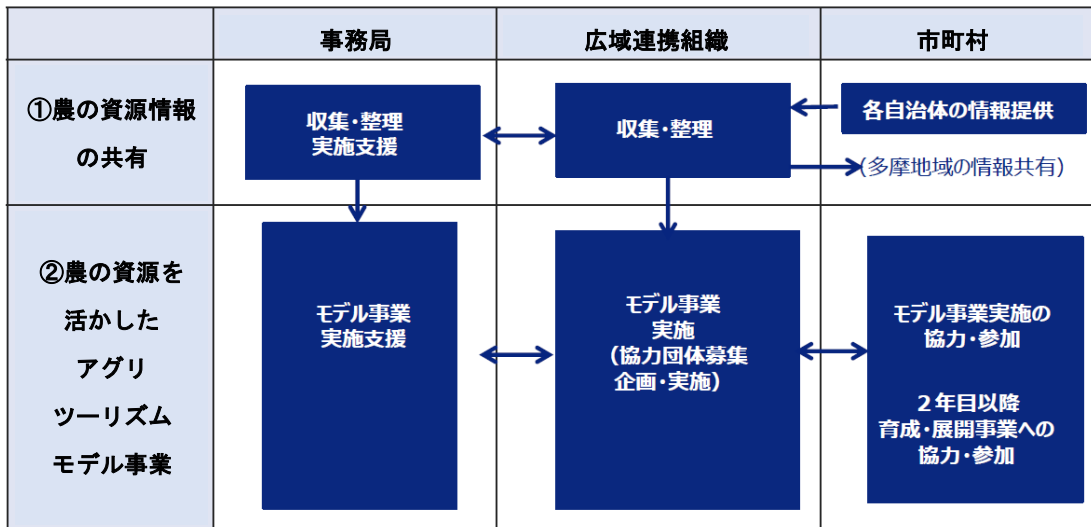 事務局
広域連携組織
市町村
①農の資源情報
の共有
収集・整理
実施支援
収集・整理
各自治体の情報提供
(多摩地域の情報共有)
②農の資源を
活かした
アグリ
ツーリズム
モデル事業
モデル事業
実施支援
モデル事業
実施
(協力団体募集
企画・実施)
モデル事業実施の
協力・参加
２年目以降
育成・展開事業への
協力・参加